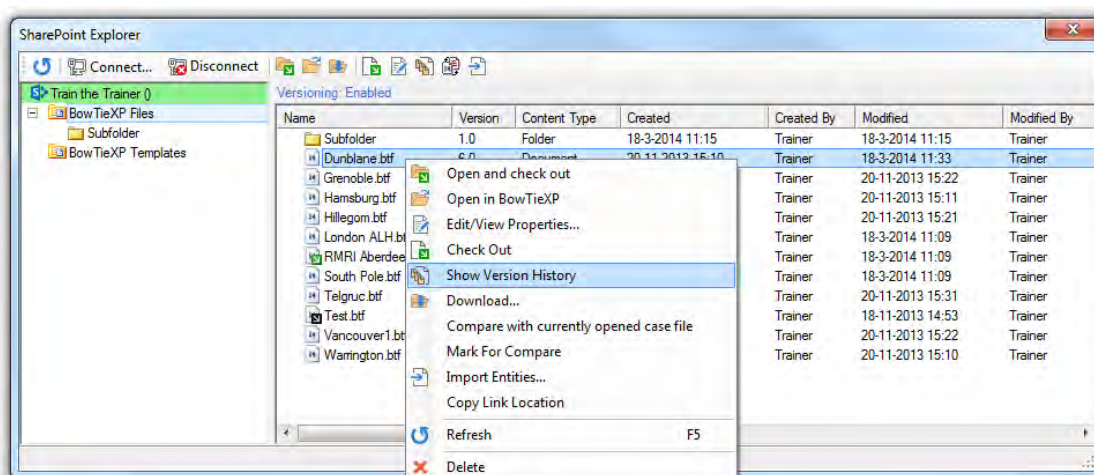 SharePoint Explorer
Connect... Disconnect
Train the Trainer ()
BowTieXP Files
Subfolder
BowTieXP Templates
Versioning: Enabled
Name Version Content Type Created Created By Modified Modified By
Subfolder 1.0 Folder 18-3-2014 11:15 Trainer 18-3-2014 11:15 Trainer
Dunblane.btf 6.0 Document 20-11-2013 15:10 Trainer 18-3-2014 11:33 Trainer
Grenoble.btf Trainer 20-11-2013 15:22 Trainer
Hamsburg.btf Trainer 20-11-2013 15:11 Trainer
Hillegom.btf Trainer 20-11-2013 15:21 Trainer
London ALH.bt Trainer 18-3-2014 11:09 Trainer
RMRI Aberdee Trainer 18-3-2014 11:09 Trainer
South Pole.btf Trainer 18-3-2014 11:09 Trainer
Telgruc.btf Trainer 20-11-2013 15:31 Trainer
Test.btf Trainer 18-11-2013 14:53 Trainer
Vancouver1.bt Trainer 20-11-2013 15:22 Trainer
Warrington.btf Trainer 20-11-2013 15:10 Trainer
Open and check out
Open in BowTieXP
Edit/View Properties...
Check Out
Show Version History
Download...
Compare with currently opened case file
Mark For Compare
Import Entities...
Copy Link Location
Refresh F5
Delete